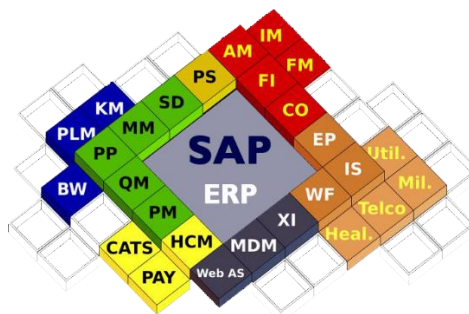 IM
AM
FM
PS
FI
KM
SD
CO
PLM
MM
EP
PP
SAP
Util.
IS
BW
QM
ERP
WF
Mil.
PM
XI
Telco
CATS
HCM
MDM
Heal.
PAY
Web AS